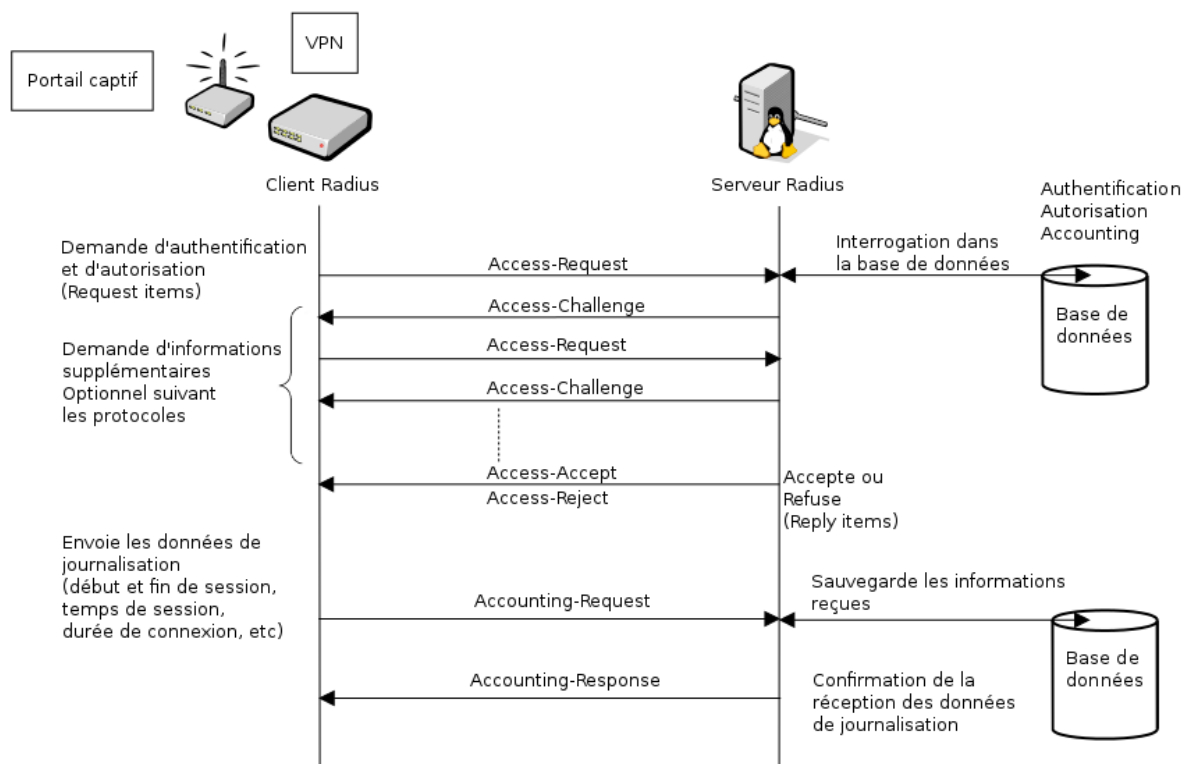 VPN
Portail captif
Client Radius
Serveur Radius
Authentification
Autorisation
Accounting
Demande d'authentification
et d'autorisation
(Request items)
Access-Request
Interrogation dans
la base de données
Base de
données
Access-Challenge
Demande d'informations
supplémentaires
Optionnel suivant
les protocoles
Access-Request
Access-Challenge
Access-Accept
Access-Reject
Accepte ou
Refuse
(Reply items)
Envoie les données de
journalisation
(début et fin de session,
temps de session,
durée de connexion, etc)
Accounting-Request
Sauvegarde les informations
reçues
Base de
données
Accounting-Response
Confirmation de la
réception des données
de journalisation